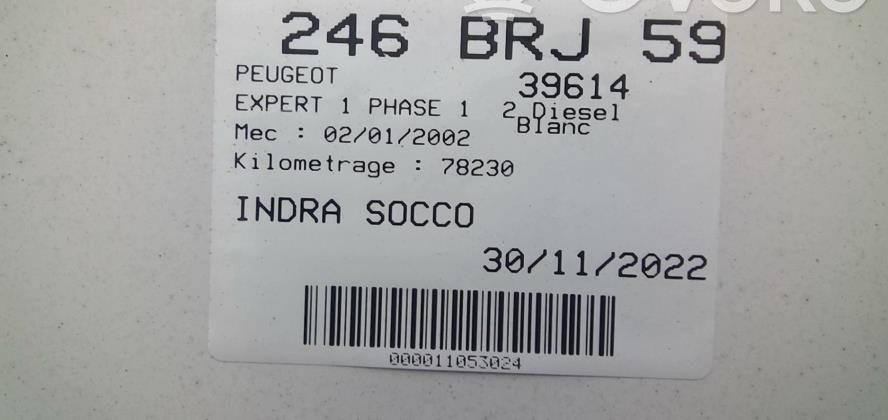 246 BRJ 59
PEUGEOT 39614
EXPERT 1 PHASE 1 2 Diesel
Blanc
Mec : 02/01/2002
Kilometrage : 78230
INDRA SOCCO
30/11/2022
000011053024